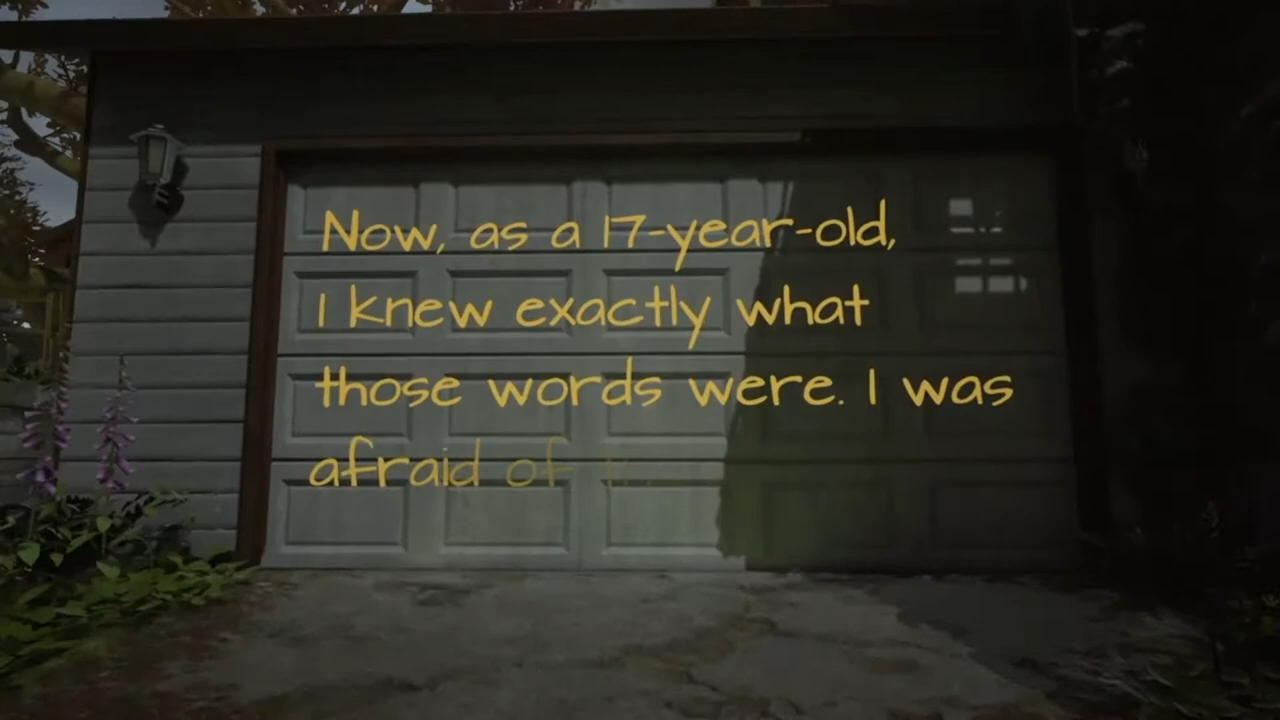 Now, as a 17-year-old,
I knew exactly what
those words were. I was
afraid of